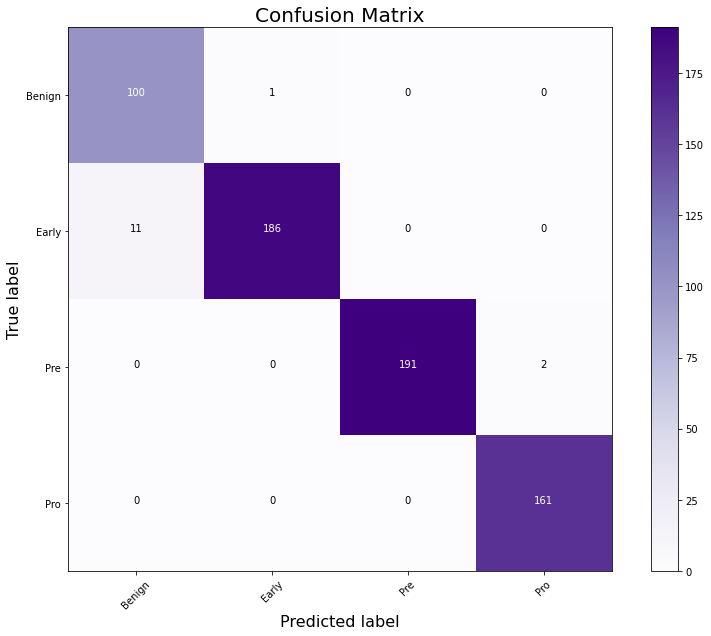 Confusion Matrix
Benign 100 1 0 0
Early 11 186 0 0
Pre 0 0 191 2
Pro 0 0 0 161
Benign Early Pre Pro
True label
Predicted label
175
150
125
100
75
50
25
0